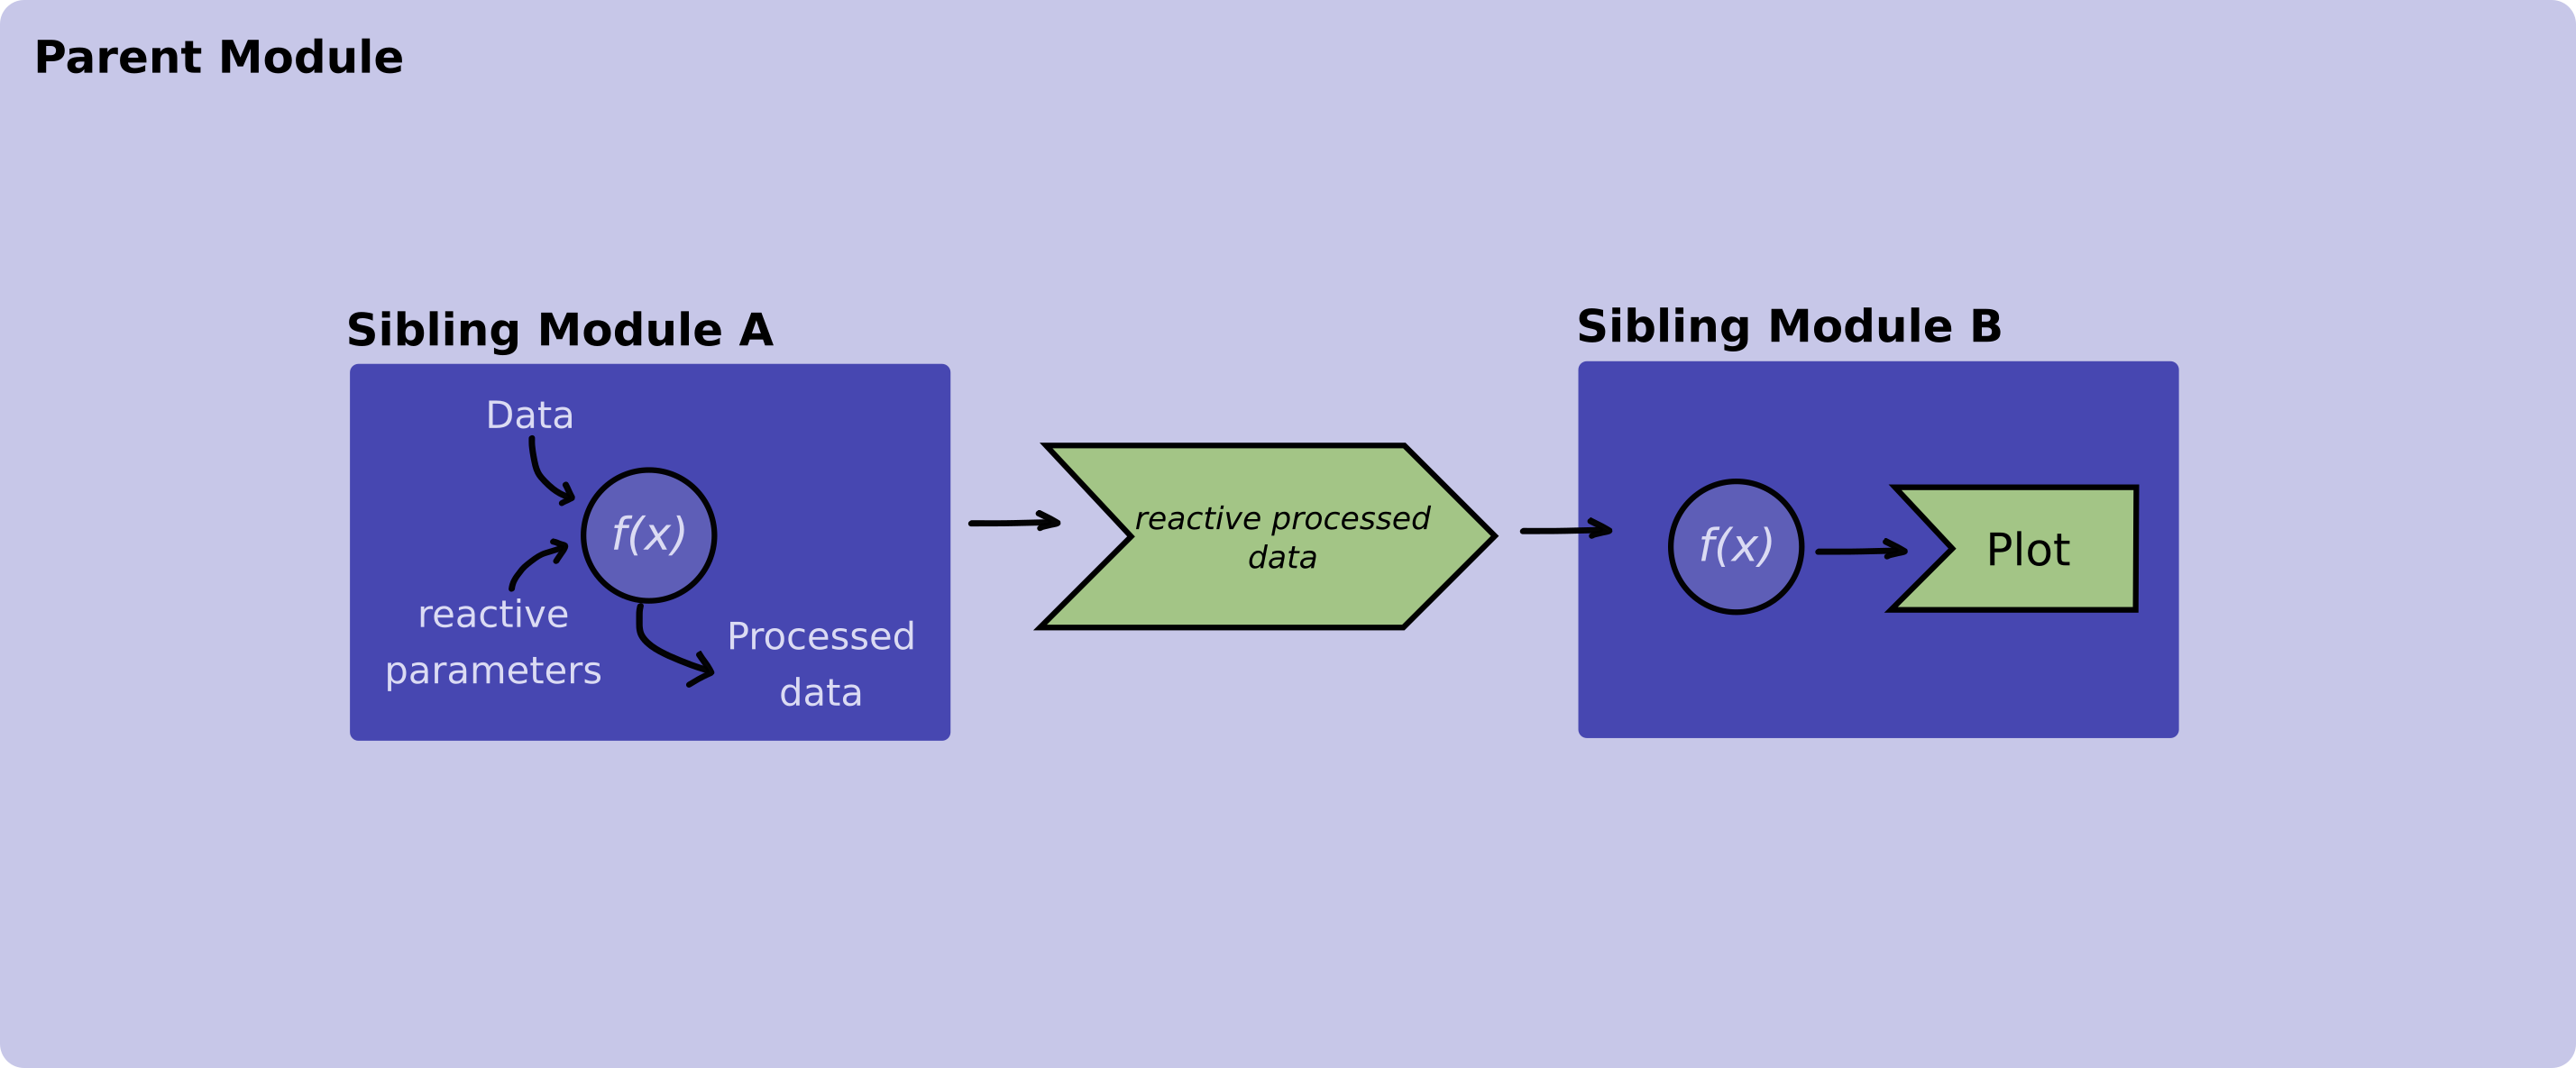 Parent Module
Sibling Module A
Data
f(x)
reactive
parameters
Processed
data
reactive processed
data
Sibling Module B
f(x)
Plot